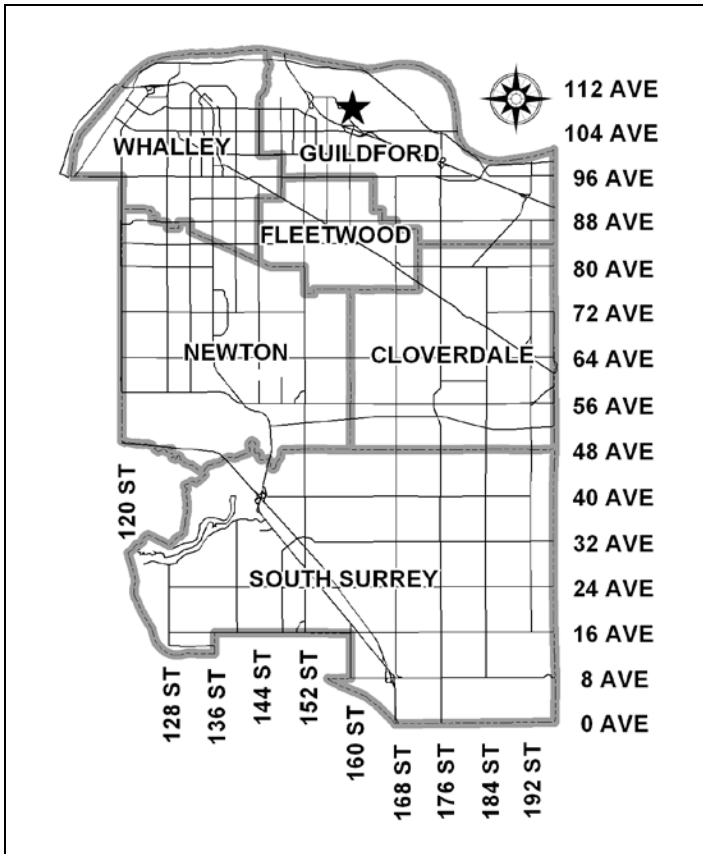 112 AVE
104 AVE
WHALLEY
GUILDFORD
96 AVE
88 AVE
FLEETWOOD
80 AVE
72 AVE
NEWTON
CLOVERDALE
64 AVE
56 AVE
48 AVE
120 ST
40 AVE
32 AVE
SOUTH SURREY
24 AVE
16 AVE
128 ST
136 ST
144 ST
152 ST
160 ST
168 ST
176 ST
184 ST
192 ST
8 AVE
0 AVE